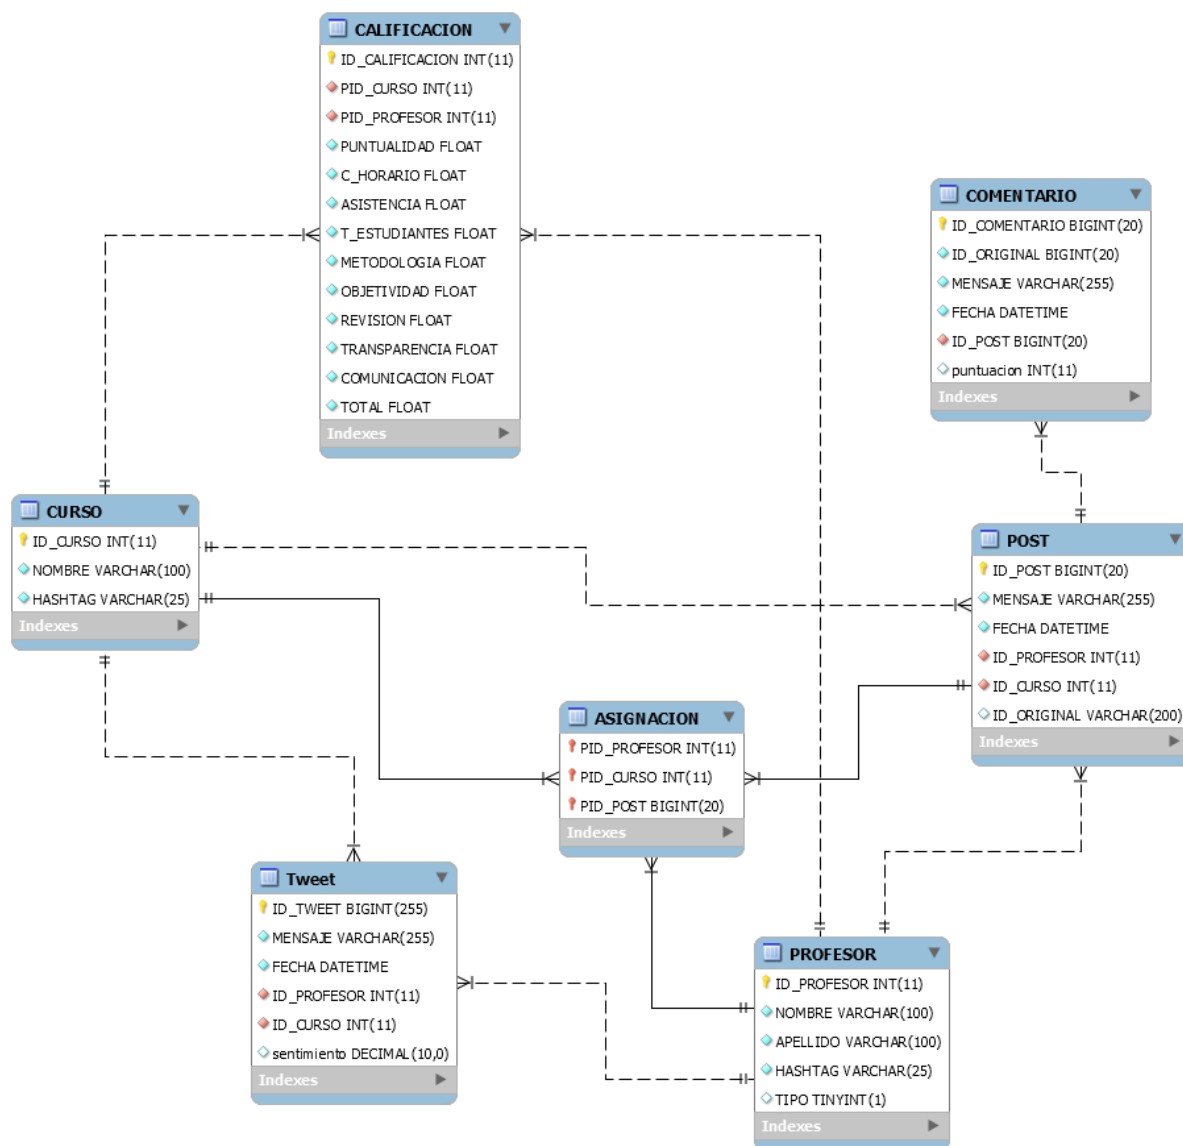 CALIFICACION
ID_CALIFICACION INT(11)
PID_CURSO INT(11)
PID_PROFESOR INT(11)
PUNTUALIDAD FLOAT
C_HORARIO FLOAT
ASISTENCIA FLOAT
T_ESTUDIANTES FLOAT
METODOLOGIA FLOAT
OBJETIVIDAD FLOAT
REVISION FLOAT
TRANSPARENCIA FLOAT
COMUNICACION FLOAT
TOTAL FLOAT
Indexes
COMENTARIO
ID_COMENTARIO BIGINT(20)
ID_ORIGINAL BIGINT(20)
MENSAJE VARCHAR(255)
FECHA DATETIME
ID_POST BIGINT(20)
puntuacion INT(11)
Indexes
CURSO
ID_CURSO INT(11)
NOMBRE VARCHAR(100)
HASHTAG VARCHAR(25)
Indexes
POST
ID_POST BIGINT(20)
MENSAJE VARCHAR(255)
FECHA DATETIME
ID_PROFESOR INT(11)
ID_CURSO INT(11)
ID_ORIGINAL VARCHAR(200)
Indexes
ASIGNACION
PID_PROFESOR INT(11)
PID_CURSO INT(11)
PID_POST BIGINT(20)
Indexes
Tweet
ID_TWEET BIGINT(255)
MENSAJE VARCHAR(255)
FECHA DATETIME
ID_PROFESOR INT(11)
ID_CURSO INT(11)
sentimiento DECIMAL(10,0)
Indexes
PROFESOR
ID_PROFESOR INT(11)
NOMBRE VARCHAR(100)
APELLIDO VARCHAR(100)
HASHTAG VARCHAR(25)
TIPO TINYINT(1)
Indexes